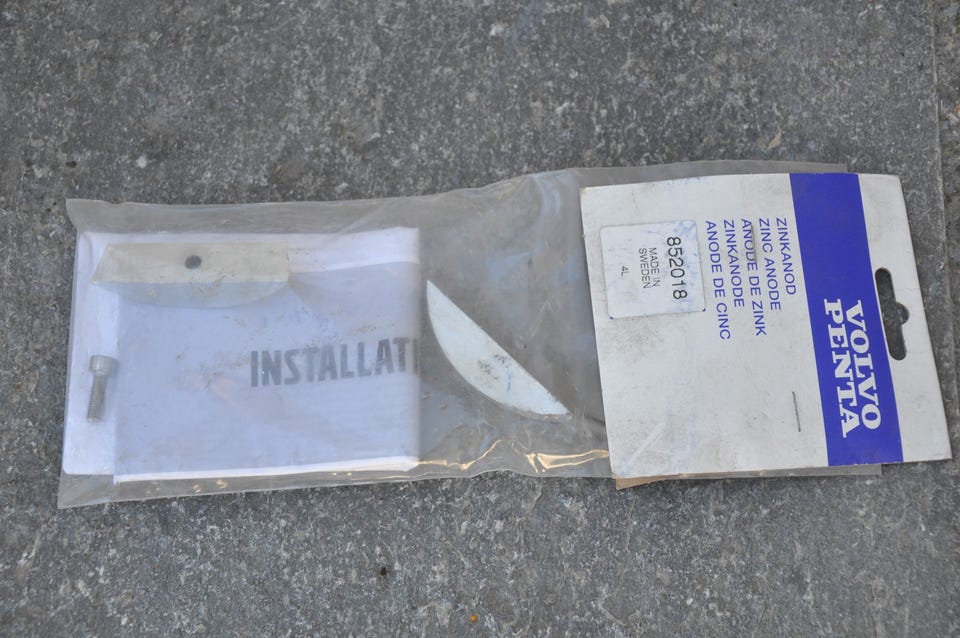 VOLVO
PENTA
ZINKANOD
ZINC ANODE
ANODE DE ZINK
ZINKANODE
ANODE DE CINC
852018
MADE IN
SWEDEN
4L
INSTALLATI